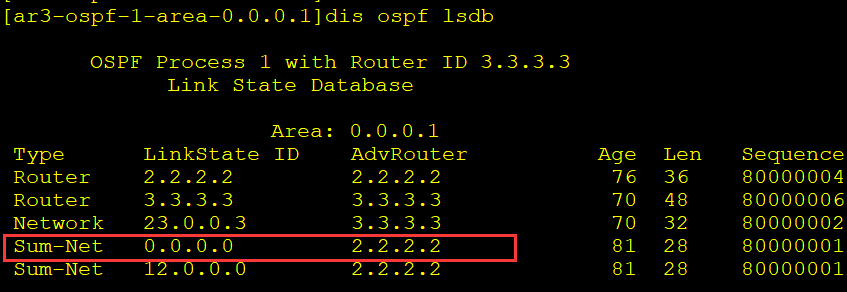 [ar3-ospf-1-area-0.0.0.1]dis ospf lsdb
OSPF Process 1 with Router ID 3.3.3.3
Link State Database
Area: 0.0.0.1
Type LinkState ID AdvRouter Age Len Sequence
Router 2.2.2.2 2.2.2.2 76 36 80000004
Router 3.3.3.3 3.3.3.3 70 48 80000006
Network 23.0.0.3 3.3.3.3 70 32 80000002
Sum-Net 0.0.0.0 2.2.2.2 81 28 80000001
Sum-Net 12.0.0.0 2.2.2.2 81 28 80000001